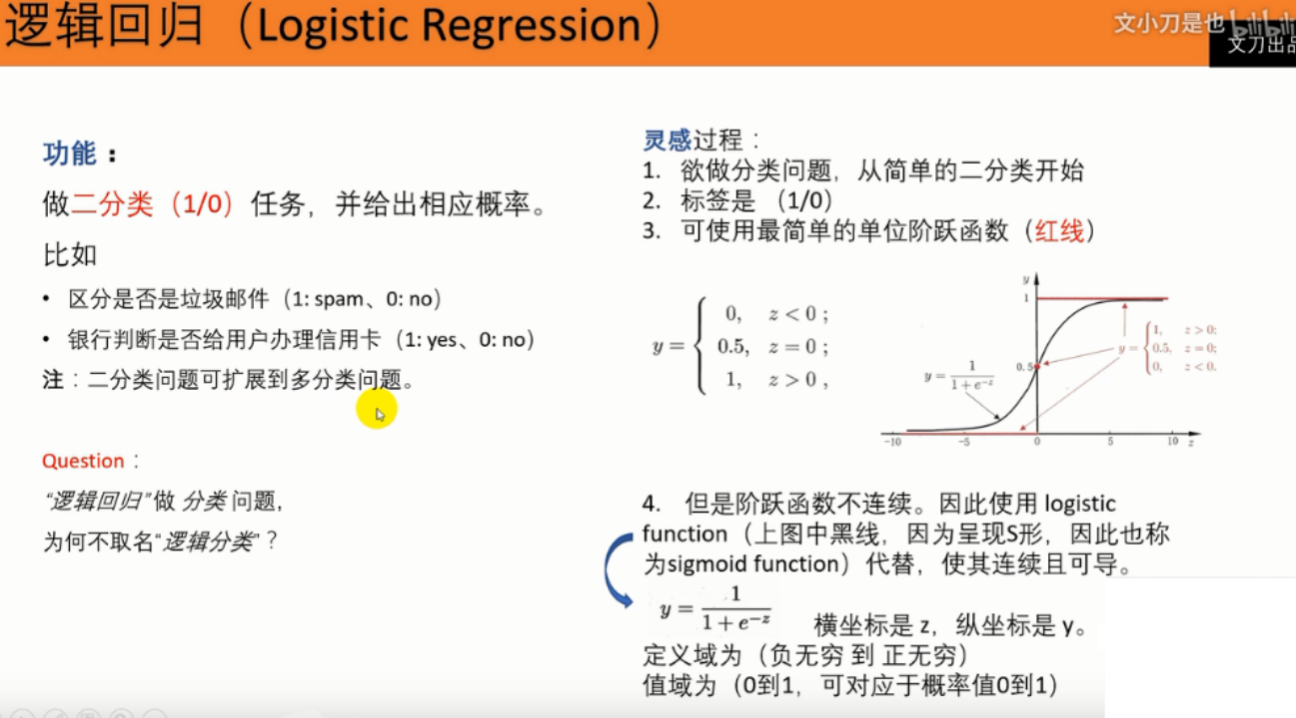 逻辑回归（Logistic Regression）
文小刀是也
bilibili
文刀出品
功能：
做二分类（1/0）任务，并给出相应概率。
比如
• 区分是否是垃圾邮件（1: spam、0: no）
• 银行判断是否给用户办理信用卡（1: yes、0: no）
注：二分类问题可扩展到多分类问题。
Question：
“逻辑回归”做 分类 问题，
为何不取名“逻辑分类”？
灵感过程：
1. 欲做分类问题，从简单的二分类开始
2. 标签是 （1/0）
3. 可使用最简单的单位阶跃函数（红线）
y = { 0, z < 0 ;
0.5, z = 0 ;
1, z > 0 ,
y
1
0.5
y = 1 / (1 + e^{-z})
y = { 1, z > 0;
0.5, z = 0;
0, z < 0.
-10 -5 0 5 10 z
4. 但是阶跃函数不连续。因此使用 logistic
function（上图中黑线，因为呈现S形，因此也称
为sigmoid function）代替，使其连续且可导。
y = 1 / (1 + e^{-z}) 横坐标是 z，纵坐标是 y。
定义域为（负无穷 到 正无穷）
值域为（0到1，可对应于概率值0到1）